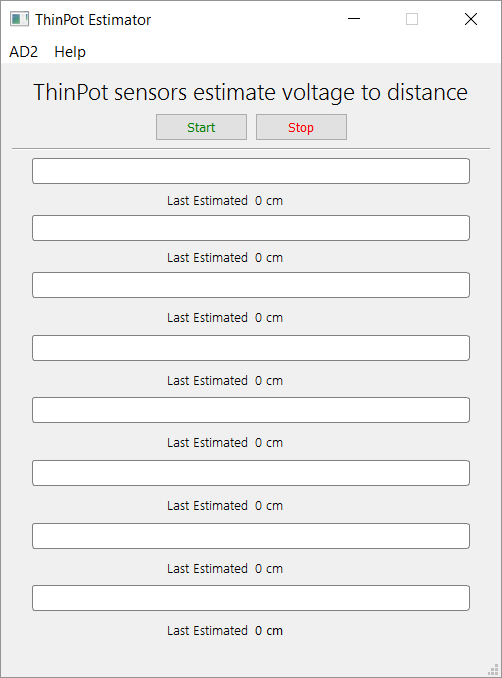 ThinPot Estimator
AD2 Help
ThinPot sensors estimate voltage to distance
Start Stop
Last Estimated 0 cm
Last Estimated 0 cm
Last Estimated 0 cm
Last Estimated 0 cm
Last Estimated 0 cm
Last Estimated 0 cm
Last Estimated 0 cm
Last Estimated 0 cm